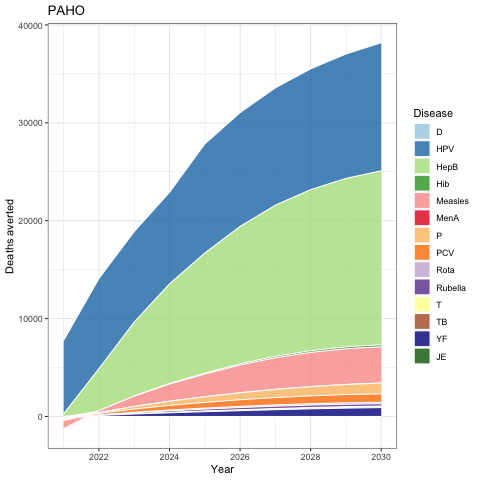 PAHO
40000
30000
20000
10000
0
Deaths averted
2022
2024
2026
2028
2030
Year
Disease
D
HPV
HepB
Hib
Measles
MenA
P
PCV
Rota
Rubella
T
TB
YF
JE